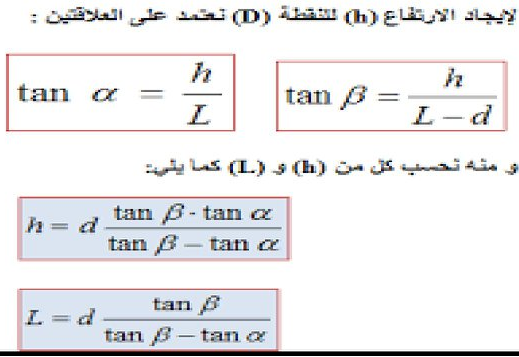 لإيجاد الارتفاع (h) للنقطة (D) نعتمد على العلاقتين :
tan α = h / L
tan β = h / (L − d)
و منه نحسب كل من (h) و (L) كما يلي:
h = d (tan β · tan α) / (tan β − tan α)
L = d (tan β) / (tan β − tan α)